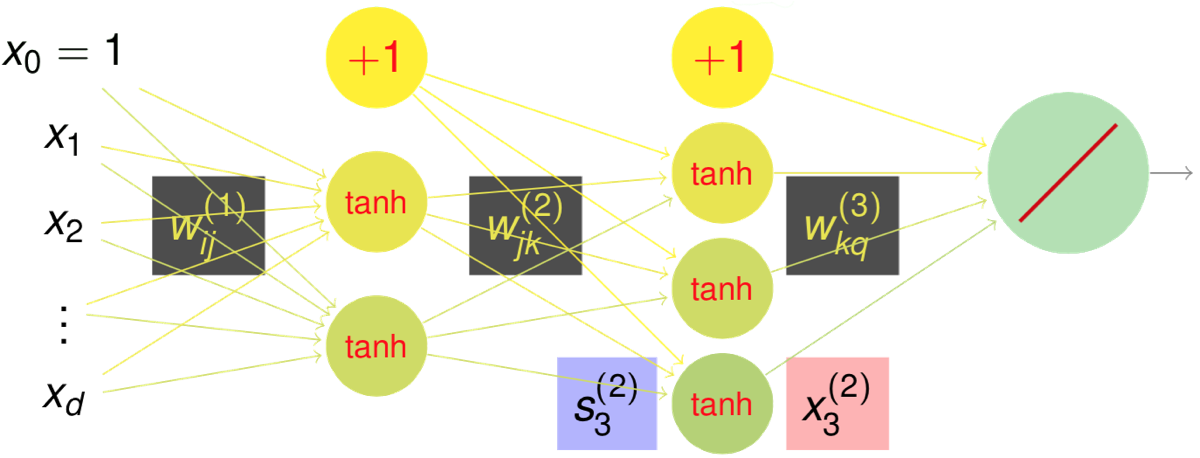 x_0 = 1
+1
+1
x_1
tanh
tanh
w_{ij}^{(1)}
w_{jk}^{(2)}
w_{kq}^{(3)}
x_2
tanh
⋮
tanh
x_d
s_3^{(2)}
tanh
x_3^{(2)}